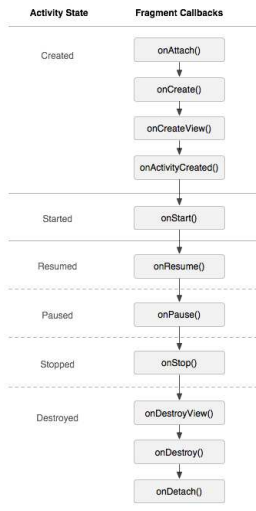 Activity State Fragment Callbacks
Created
onAttach()
onCreate()
onCreateView()
onActivityCreated()
Started onStart()
Resumed onResume()
Paused onPause()
Stopped onStop()
Destroyed onDestroyView()
onDestroy()
onDetach()